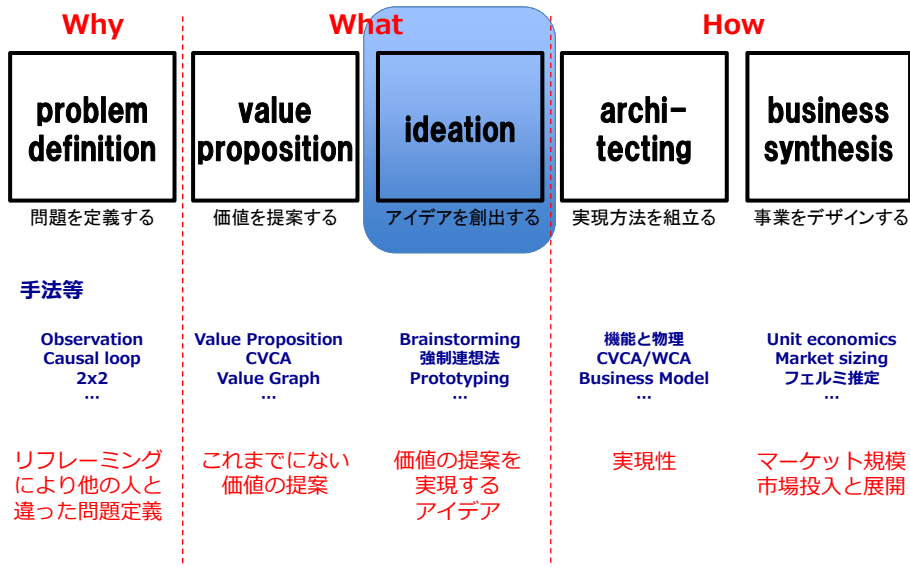 Why
What
How
problem
definition
value
proposition
ideation
archi-
tecting
business
synthesis
問題を定義する
価値を提案する
アイデアを創出する
実現方法を組立る
事業をデザインする
手法等
Observation
Causal loop
2x2
…
Value Proposition
CVCA
Value Graph
…
Brainstorming
強制連想法
Prototyping
…
機能と物理
CVCA/WCA
Business Model
…
Unit economics
Market sizing
フェルミ推定
…
リフレーミング
により他の人と
違った問題定義
これまでにない
価値の提案
価値の提案を
実現する
アイデア
実現性
マーケット規模
市場投入と展開